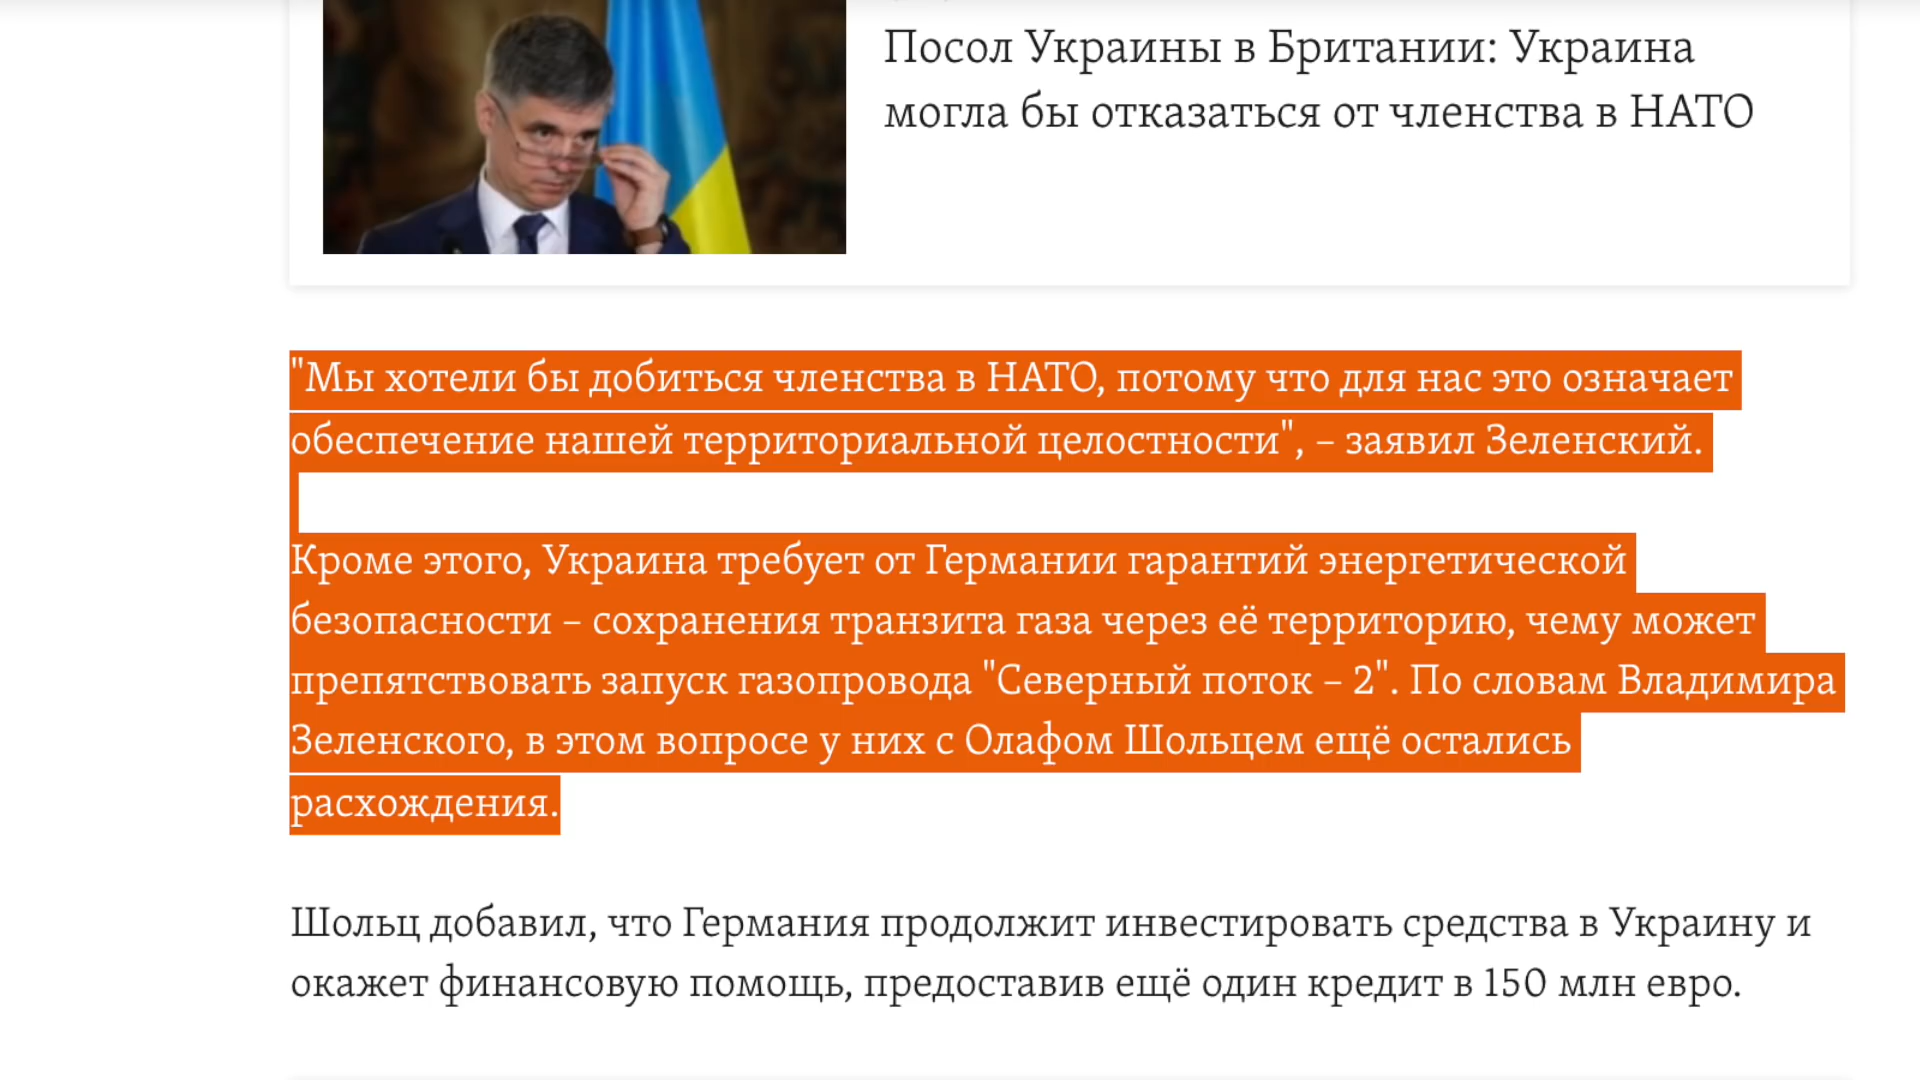 Посол Украины в Британии: Украина
могла бы отказаться от членства в НАТО
"Мы хотели бы добиться членства в НАТО, потому что для нас это означает
обеспечение нашей территориальной целостности", – заявил Зеленский.
Кроме этого, Украина требует от Германии гарантий энергетической
безопасности – сохранения транзита газа через её территорию, чему может
препятствовать запуск газопровода "Северный поток – 2". По словам Владимира
Зеленского, в этом вопросе у них с Олафом Шольцем ещё остались
расхождения.
Шольц добавил, что Германия продолжит инвестировать средства в Украину и
окажет финансовую помощь, предоставив ещё один кредит в 150 млн евро.